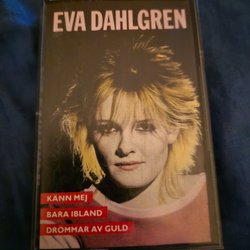 EVA DAHLGREN
KÄNN MEJ
BARA IBLAND
DRÖMMAR AV GULD